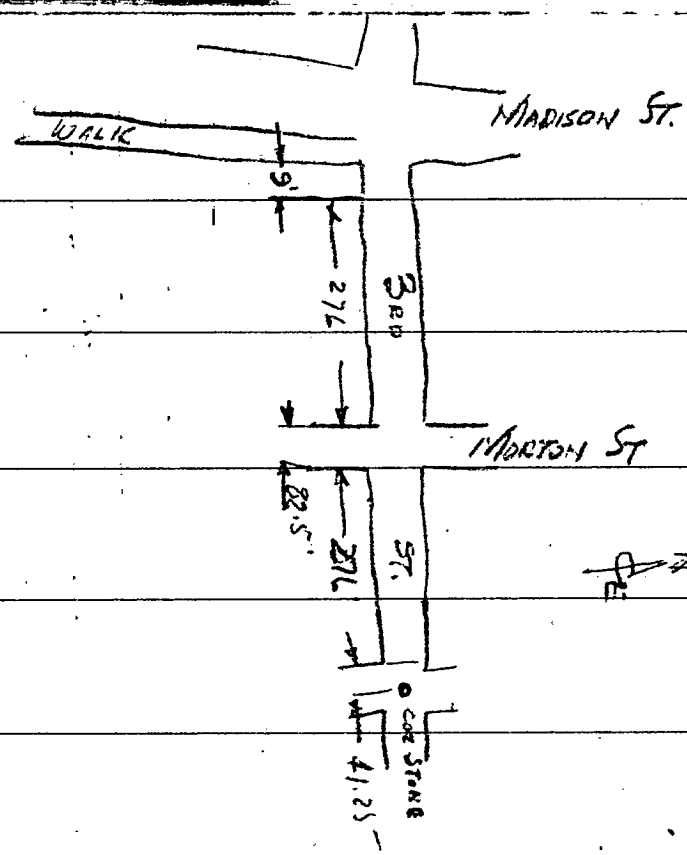 MADISON ST.
WALK
9'
276
3RD
MORTON ST
82.5'
276
ST.
N
E
COR STONE
41.25